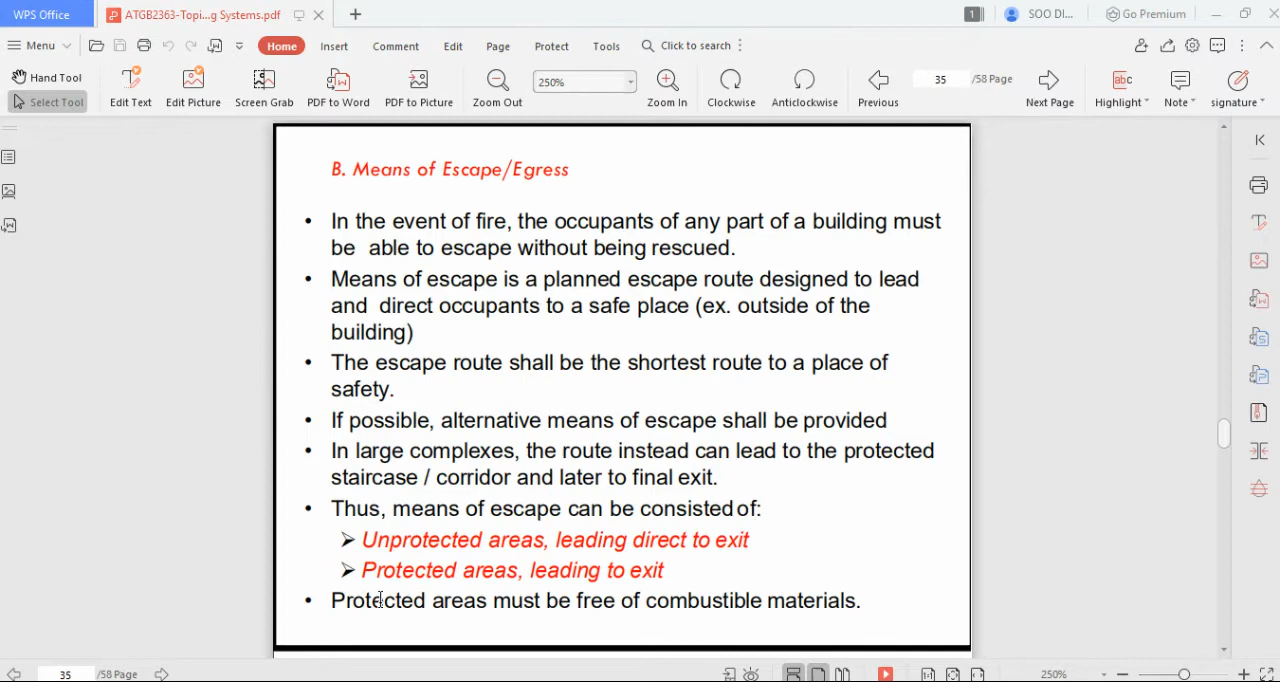 WPS Office
ATGB2363-Topi...g Systems.pdf
1
SOO DI...
Go Premium
Menu
Home
Insert
Comment
Edit
Page
Protect
Tools
Click to search
Hand Tool
Select Tool
Edit Text
Edit Picture
Screen Grab
PDF to Word
PDF to Picture
Zoom Out
250%
Zoom In
Clockwise
Anticlockwise
Previous
35
/58 Page
Next Page
abc
Highlight
Note
signature
B. Means of Escape/Egress
• In the event of fire, the occupants of any part of a building must
be able to escape without being rescued.
• Means of escape is a planned escape route designed to lead
and direct occupants to a safe place (ex. outside of the
building)
• The escape route shall be the shortest route to a place of
safety.
• If possible, alternative means of escape shall be provided
• In large complexes, the route instead can lead to the protected
staircase / corridor and later to final exit.
• Thus, means of escape can be consisted of:
➢ Unprotected areas, leading direct to exit
➢ Protected areas, leading to exit
• Protected areas must be free of combustible materials.
35
/58 Page
250%